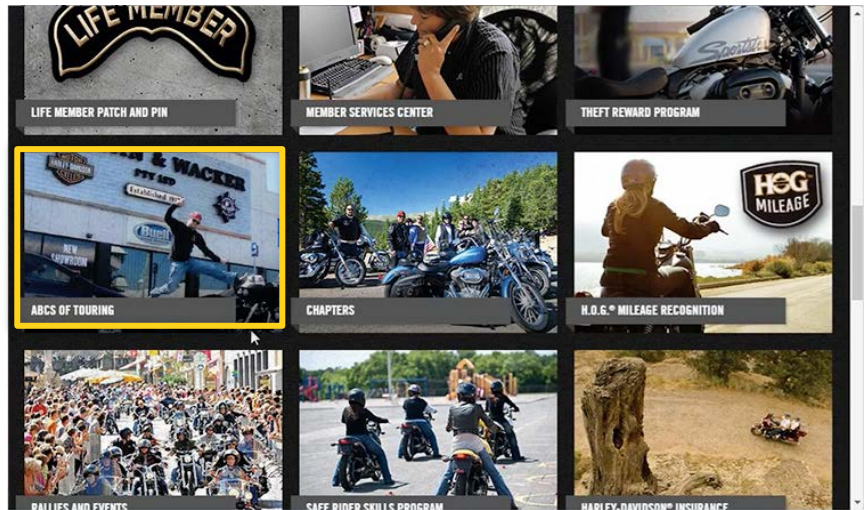 LIFE MEMBER
Sportster
LIFE MEMBER PATCH AND PIN
MEMBER SERVICES CENTER
THEFT REWARD PROGRAM
& WACKER
PTY LTD
Established
Buell
NEW
SHOWROOM
HOG
MILEAGE
ABCS OF TOURING
CHAPTERS
H.O.G.® MILEAGE RECOGNITION
RALLIES AND EVENTS
SAFE RIDER SKILLS PROGRAM
HARLEY-DAVIDSON® INSURANCE